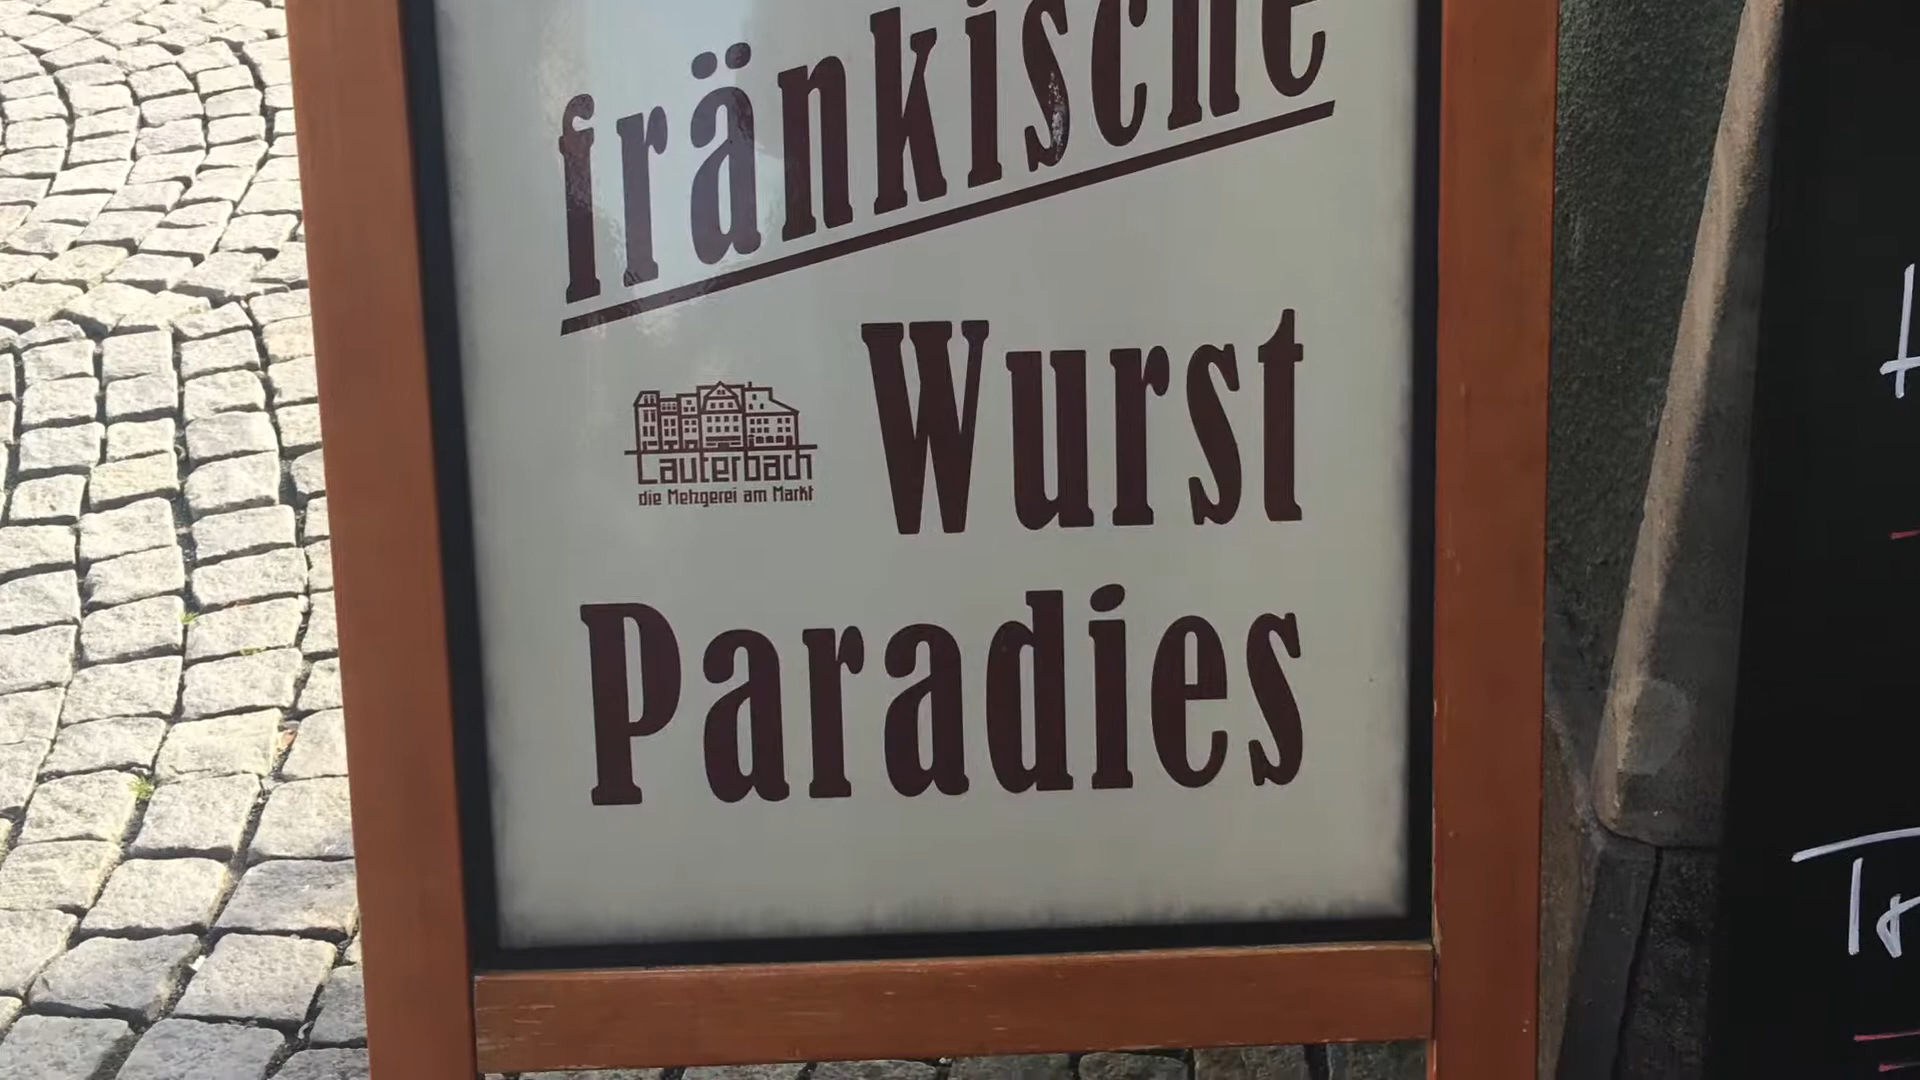 fränkische
Wurst
Lauterbach
die Metzgerei am Markt
Paradies